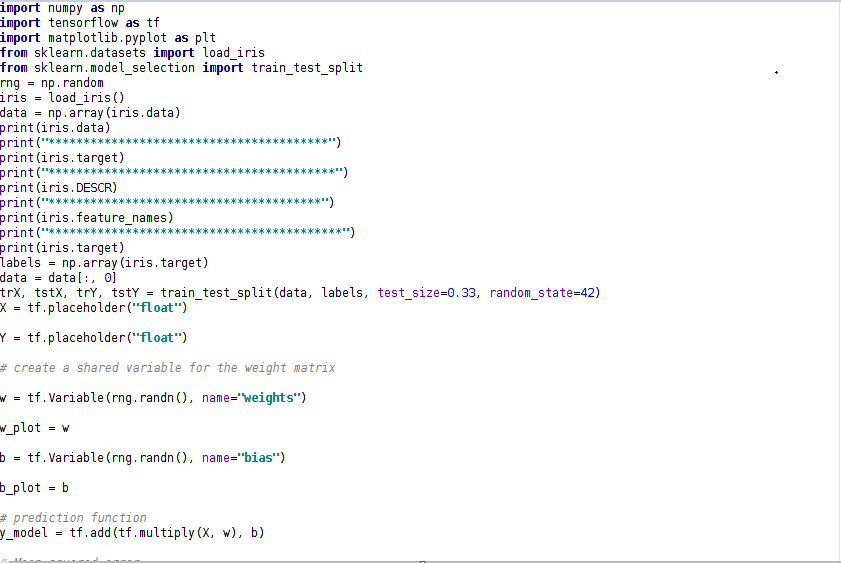 import numpy as np
import tensorflow as tf
import matplotlib.pyplot as plt
from sklearn.datasets import load_iris
from sklearn.model_selection import train_test_split
rng = np.random
iris = load_iris()
data = np.array(iris.data)
print(iris.data)
print("****************************************")
print(iris.target)
print("*****************************************")
print(iris.DESCR)
print("***************************************")
print(iris.feature_names)
print("******************************************")
print(iris.target)
labels = np.array(iris.target)
data = data[:, 0]
trX, tstX, trY, tstY = train_test_split(data, labels, test_size=0.33, random_state=42)
X = tf.placeholder("float")
Y = tf.placeholder("float")
# create a shared variable for the weight matrix
w = tf.Variable(rng.randn(), name="weights")
w_plot = w
b = tf.Variable(rng.randn(), name="bias")
b_plot = b
# prediction function
y_model = tf.add(tf.multiply(X, w), b)
# Mean squared error